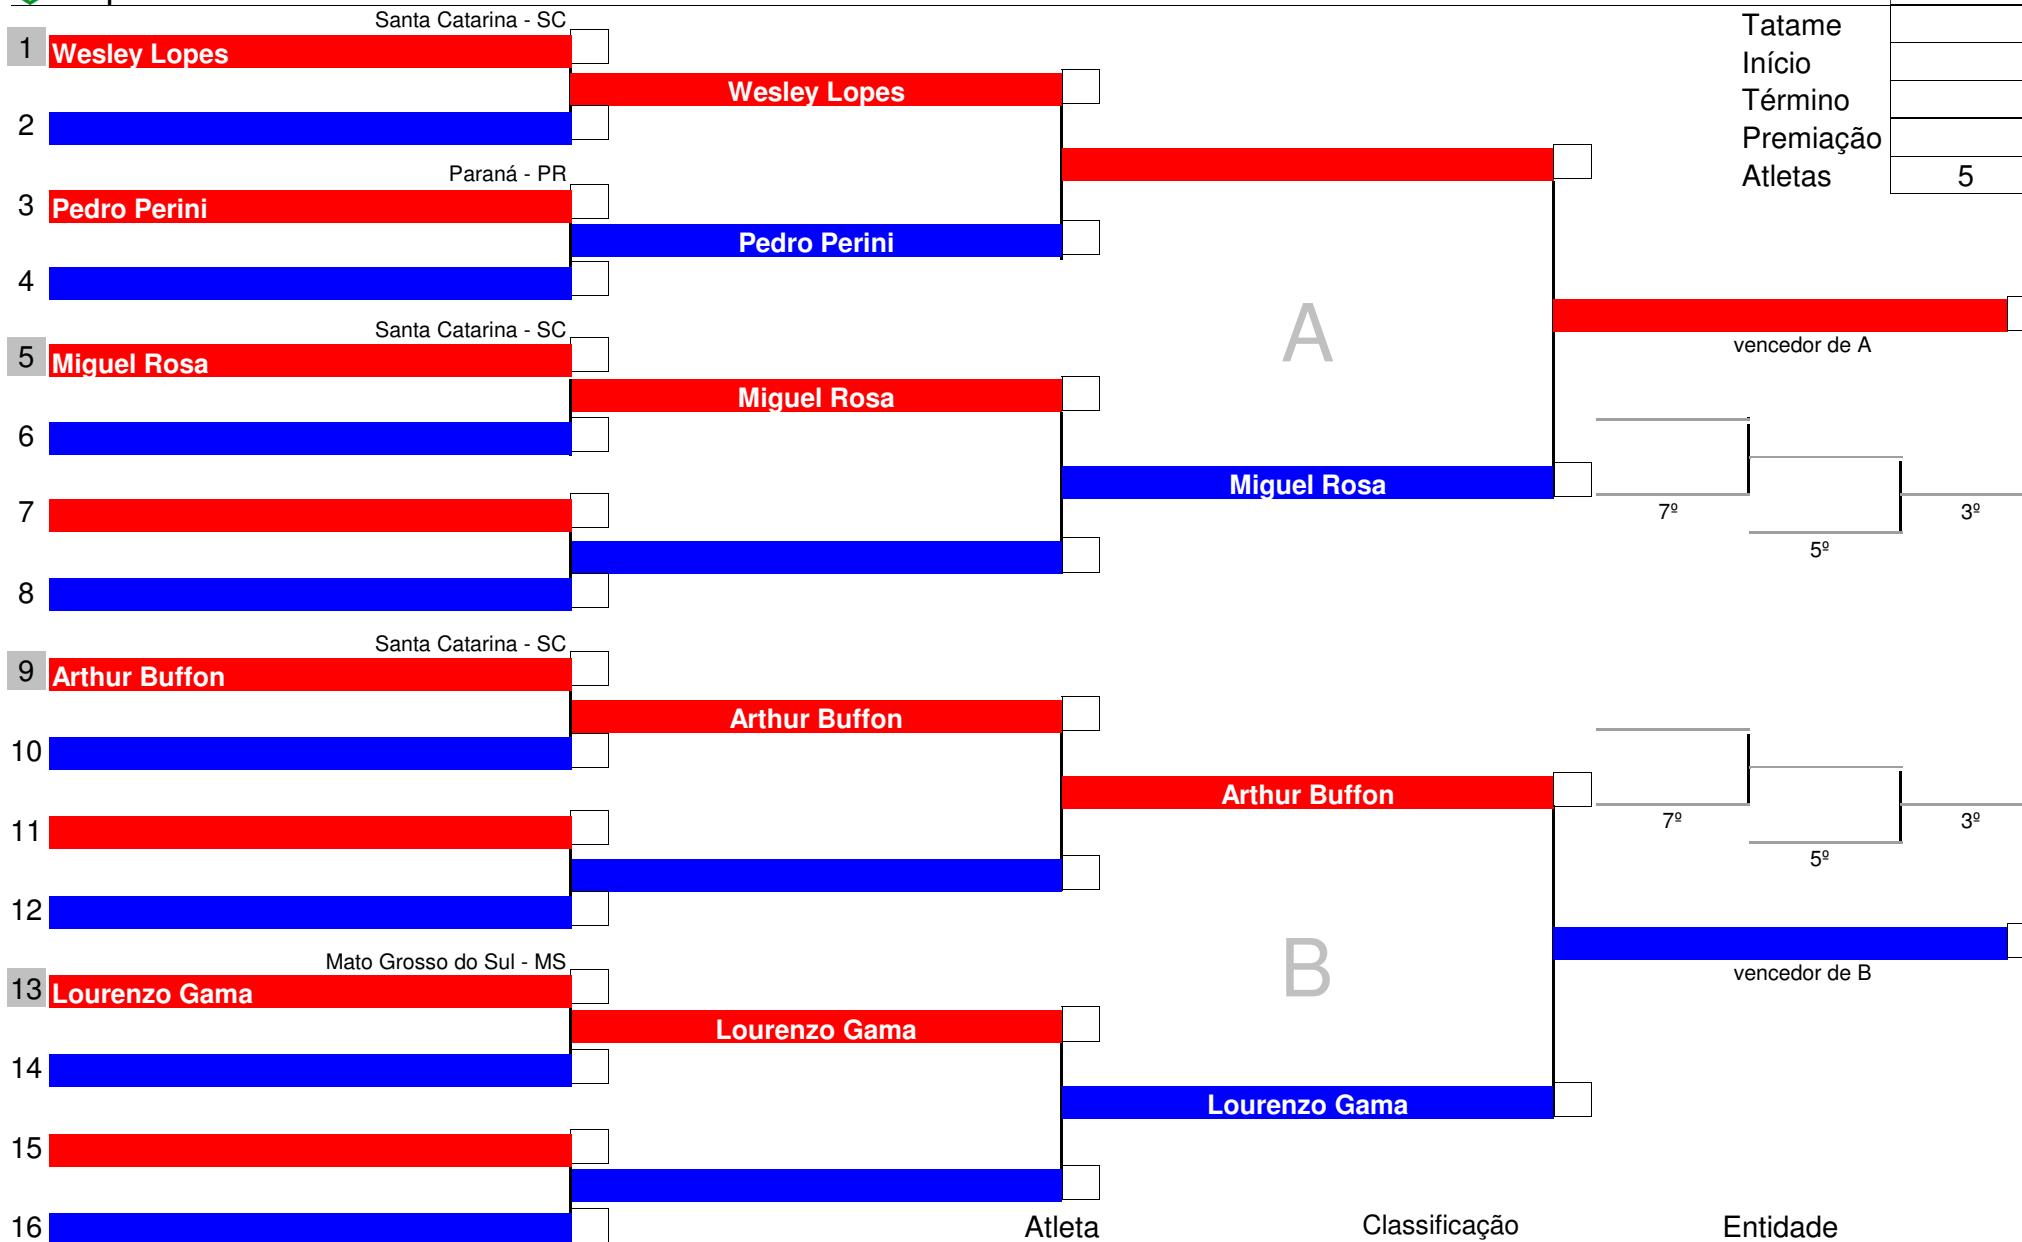 Santa Catarina - SC
1 Wesley Lopes
Wesley Lopes
2
Paraná - PR
3 Pedro Perini
Pedro Perini
4
Santa Catarina - SC
5 Miguel Rosa
Miguel Rosa
6
Miguel Rosa
7
8
Santa Catarina - SC
9 Arthur Buffon
Arthur Buffon
10
Arthur Buffon
11
12
Mato Grosso do Sul - MS
13 Lourenzo Gama
Lourenzo Gama
14
Lourenzo Gama
15
16
A
B
Tatame
Início
Término
Premiação
Atletas 5
vencedor de A
7º
3º
5º
7º
3º
5º
vencedor de B
Atleta Classificação Entidade